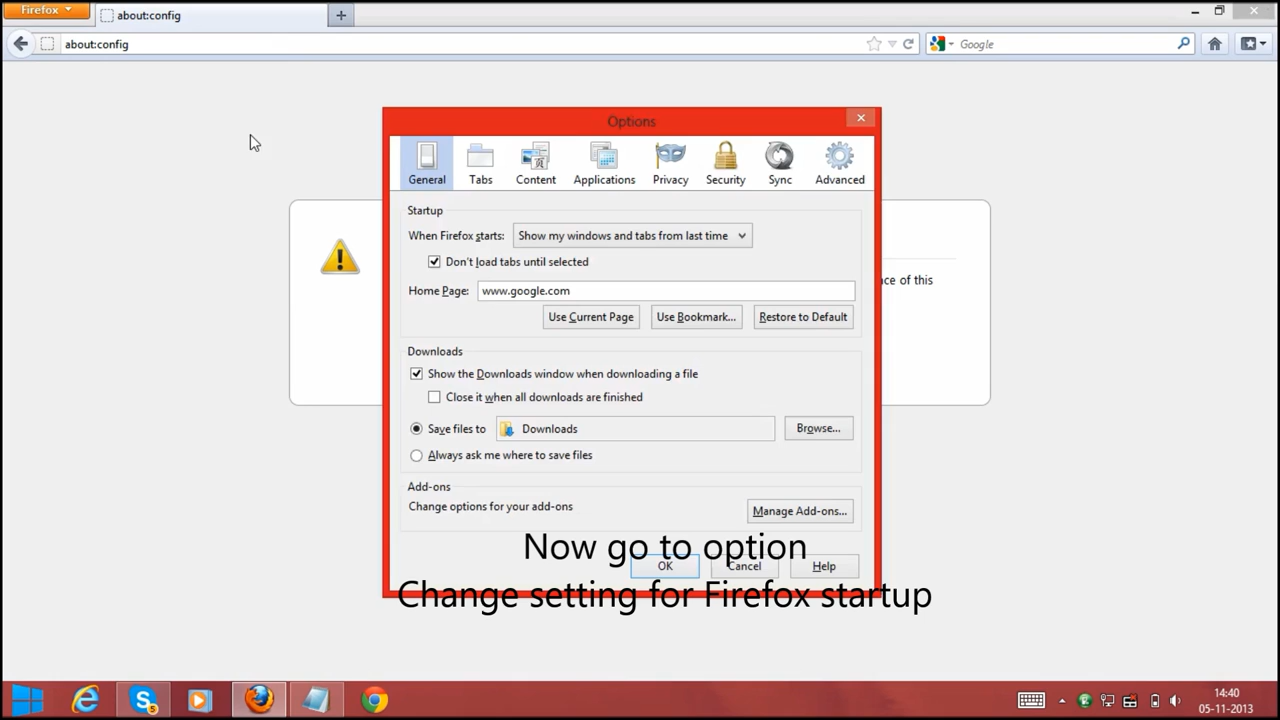 Firefox
about:config
about:config
Google
Options
General
Tabs
Content
Applications
Privacy
Security
Sync
Advanced
Startup
When Firefox starts: Show my windows and tabs from last time
Don't load tabs until selected
Home Page: www.google.com
nce of this
Use Current Page
Use Bookmark...
Restore to Default
Downloads
Show the Downloads window when downloading a file
Close it when all downloads are finished
Save files to Downloads Browse...
Always ask me where to save files
Add-ons
Change options for your add-ons
Manage Add-ons...
Now go to option
OK
Cancel
Help
Change setting for Firefox startup
14:40
05-11-2013